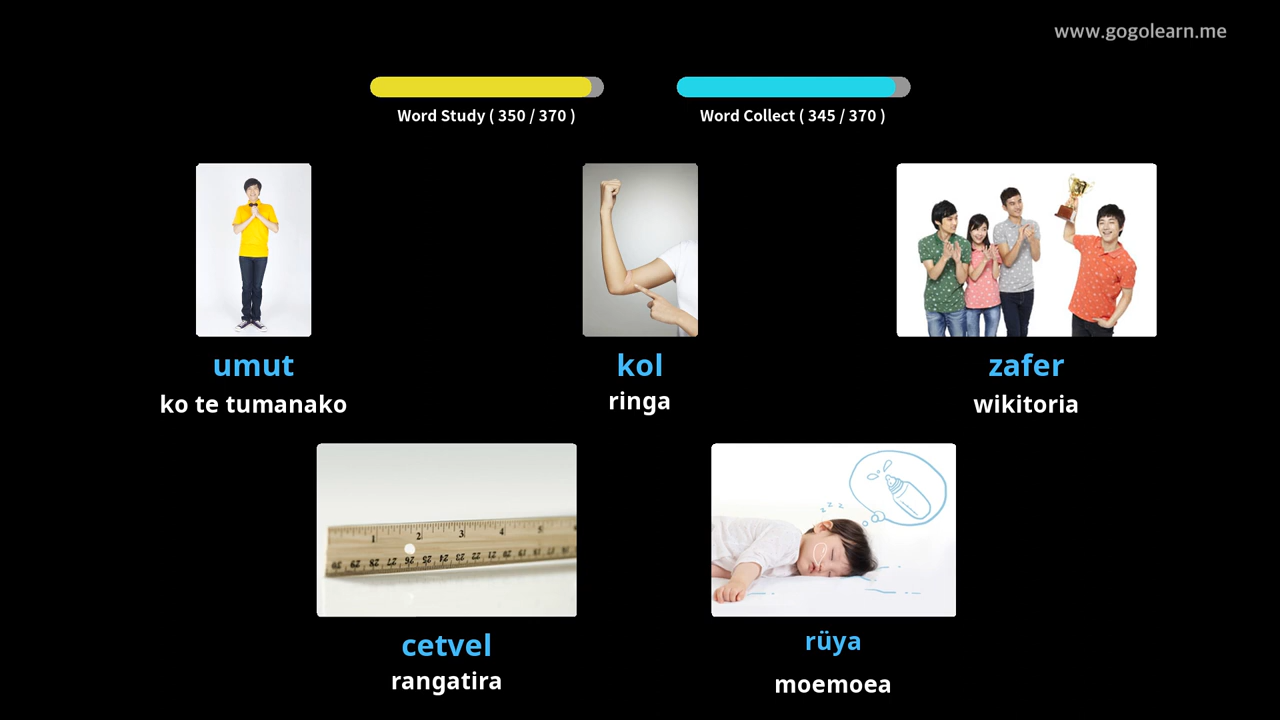 www.gogolearn.me
Word Study ( 350 / 370 )
Word Collect ( 345 / 370 )
umut
ko te tumanako
kol
ringa
zafer
wikitoria
cetvel
rangatira
rüya
moemoea